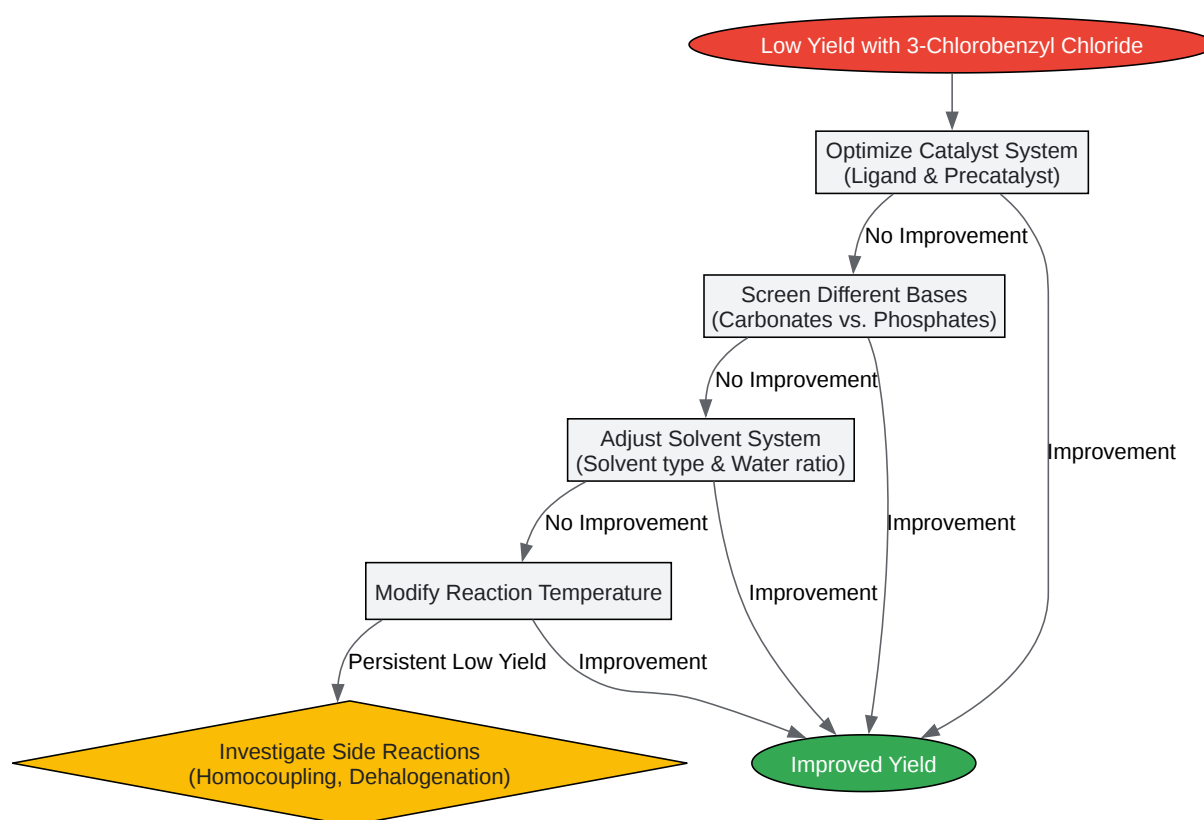 Low Yield with 3-Chlorobenzyl Chloride
Optimize Catalyst System
(Ligand & Precatalyst)
No Improvement
Screen Different Bases
(Carbonates vs. Phosphates)
No Improvement
Adjust Solvent System
(Solvent type & Water ratio)
Improvement
No Improvement
Improvement
Modify Reaction Temperature
Improvement
Persistent Low Yield
Improvement
Investigate Side Reactions
(Homocoupling, Dehalogenation)
Improved Yield